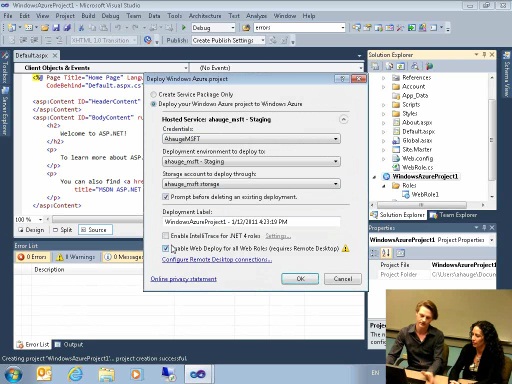 WindowsAzureProject1 - Microsoft Visual Studio
File Edit View Project Build Debug Team Data Tools Architecture Test Analyze Window Help
Debug
errors
XHTML 1.0 Transition
Publish: Create Publish Settings
Default.aspx
Client Objects & Events
(No Events)
<%@ Page Title="Home Page" Lang
CodeBehind="Default.aspx.cs
<asp:Content ID="HeaderContent"
</asp:Content>
<asp:Content ID="BodyContent" ru
<h2>
Welcome to ASP.NET!
</h2>
<p>
To learn more about ASP.
</p>
<p>
You can also find <a h
title="MSDN ASP.NET
</p>
</asp:Content>
100 %
Design
Split
Source
Toolbox
Server Explorer
Deploy Windows Azure project
Create Service Package Only
Deploy your Windows Azure project to Windows Azure
Hosted Service: ahauge_msft - Staging
Credentials:
AhaugeMSFT
Deployment environment to deploy to:
ahauge_msft - Staging
Storage account to deploy through:
ahauge_msft storage
Prompt before deleting an existing deployment.
Deployment Label:
WindowsAzureProject1 - 1/12/2011 4:23:19 PM
Enable IntelliTrace for .NET 4 roles
Settings...
Enable Web Deploy for all Web Roles (requires Remote Desktop)
Configure Remote Desktop connections...
Online privacy statement
OK
Cancel
Solution Explorer
References
Account
App_Data
Scripts
Styles
About.aspx
Default.aspx
Global.asax
Site.Master
Web.config
WindowsAzureProject1
Roles
WebRole1
Solution Explorer
Team Explorer
Properties
WindowsAzureProject1
Project File
WindowsAzureProject1
Project Folder
C:\Users\ahauge\Docum
Schema View
Error List
0 Errors
0 Warnings
0 Messages
Description
Error List
Output
Creating project 'WindowsAzureProject1'... project creation successful.